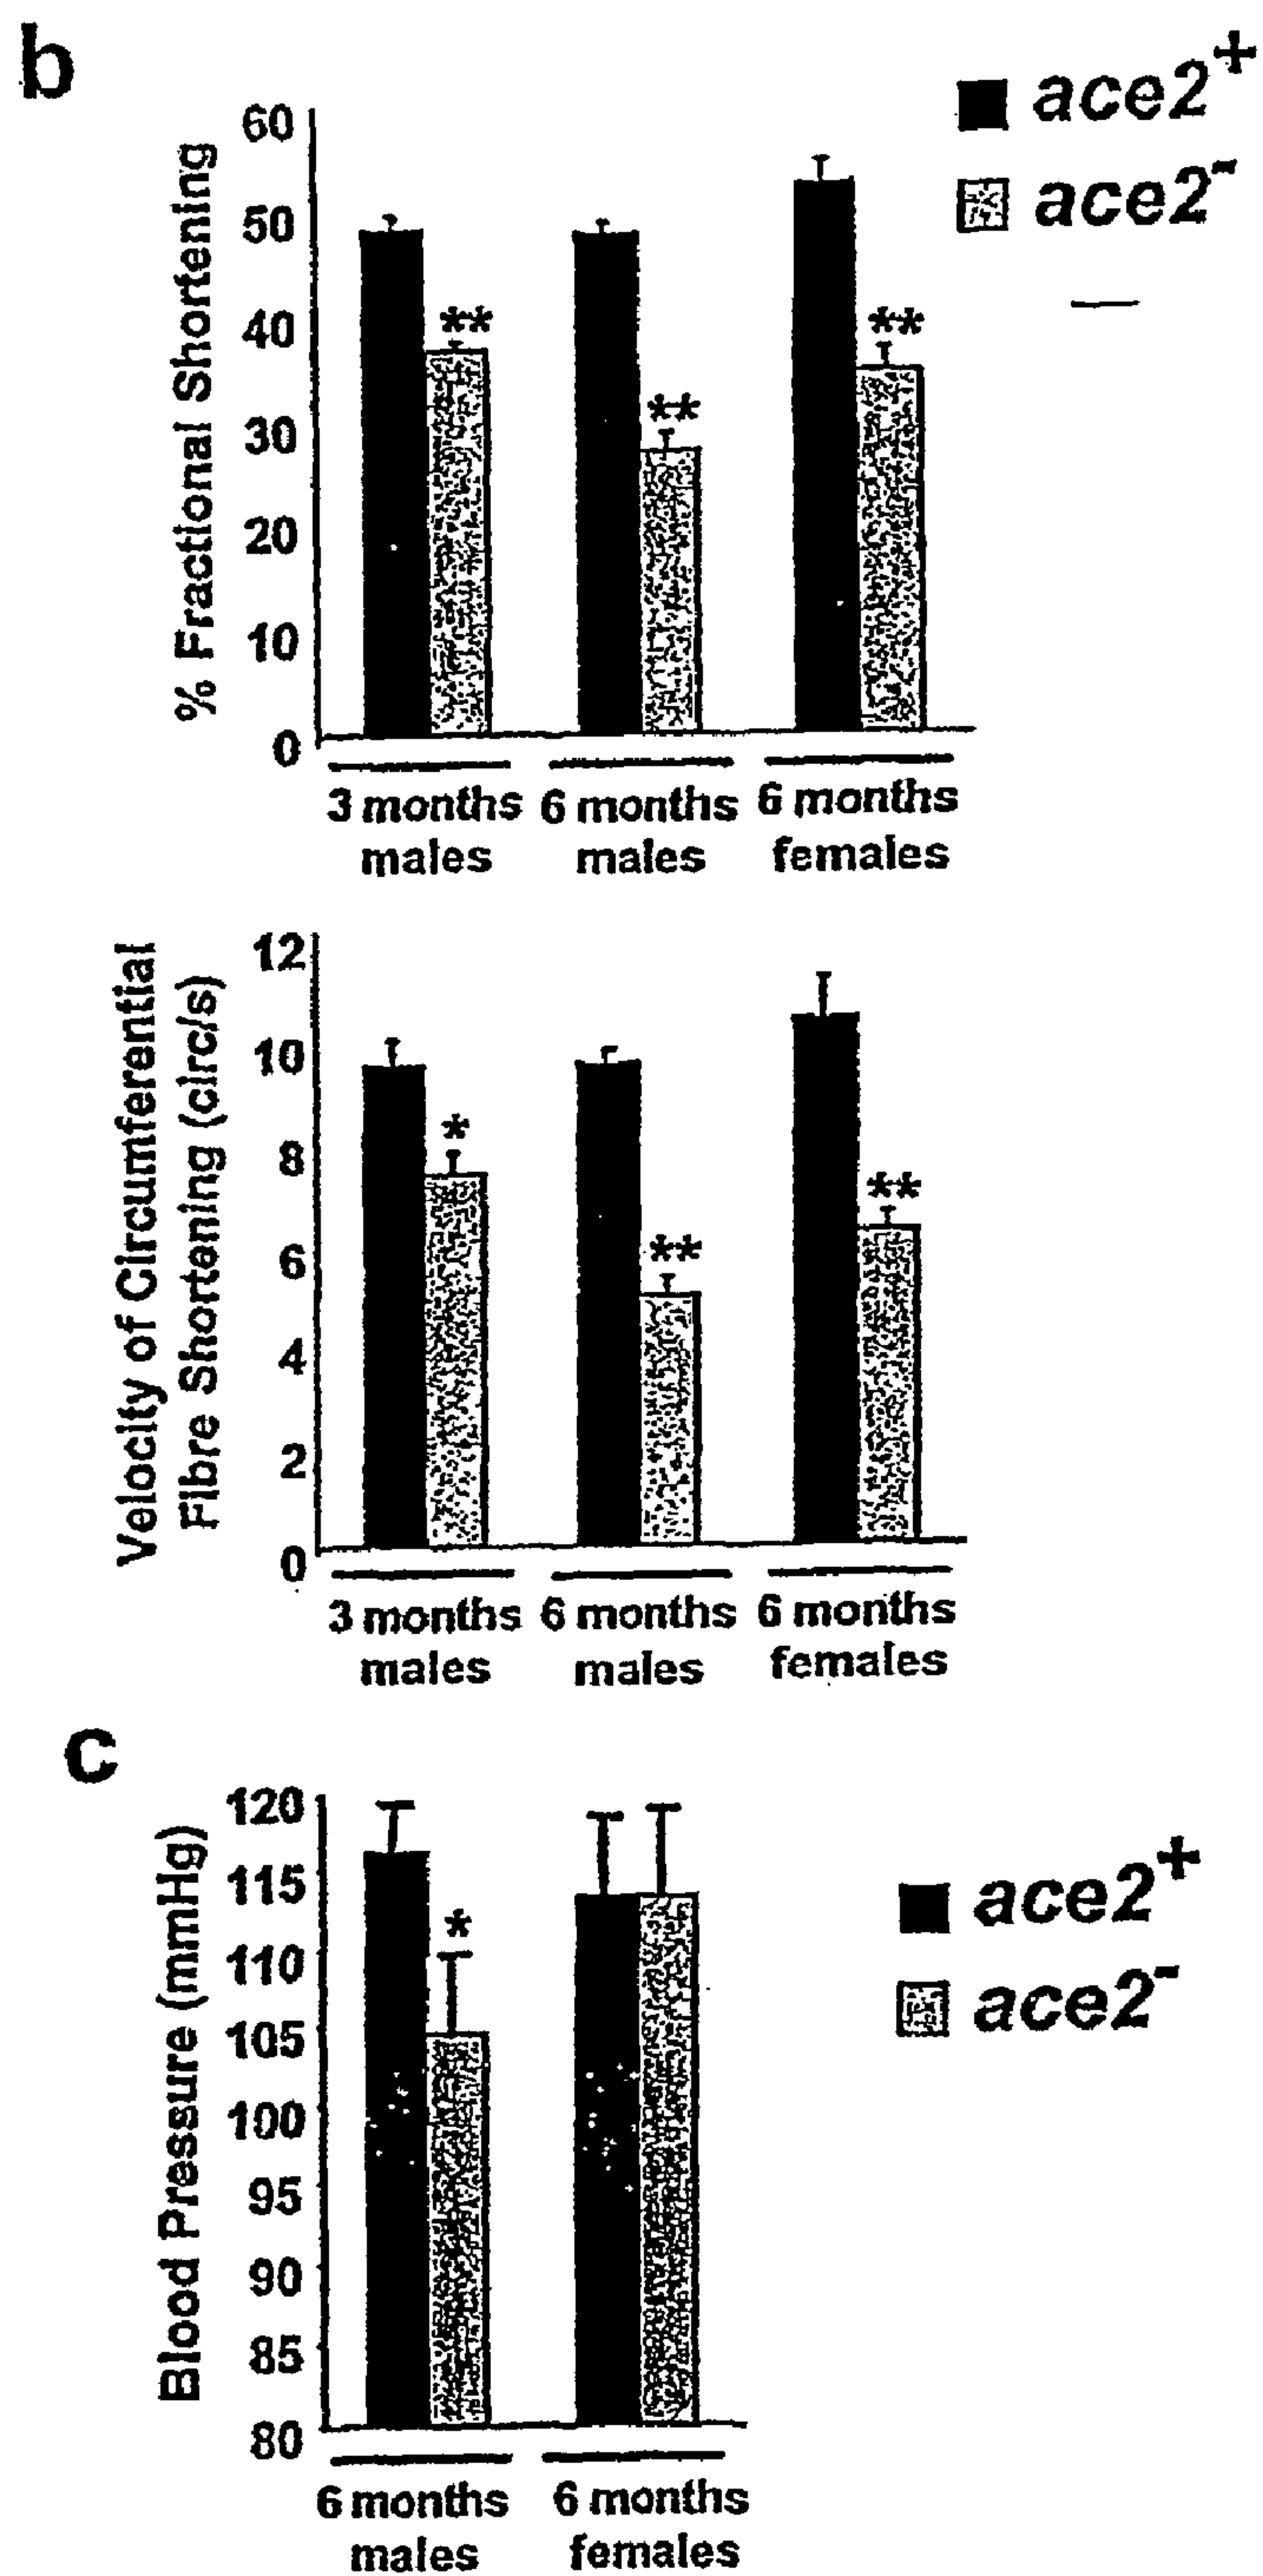 b
ace2+
ace2-
% Fractional Shortening
60
50
40
30
20
10
0
**
**
**
3 months
males
6 months
males
6 months
females
Velocity of Circumferential
Fibre Shortening (circ/s)
12
10
8
6
4
2
0
*
**
**
3 months
males
6 months
males
6 months
females
c
ace2+
ace2-
Blood Pressure (mmHg)
120
115
110
105
100
95
90
85
80
*
6 months
males
6 months
females